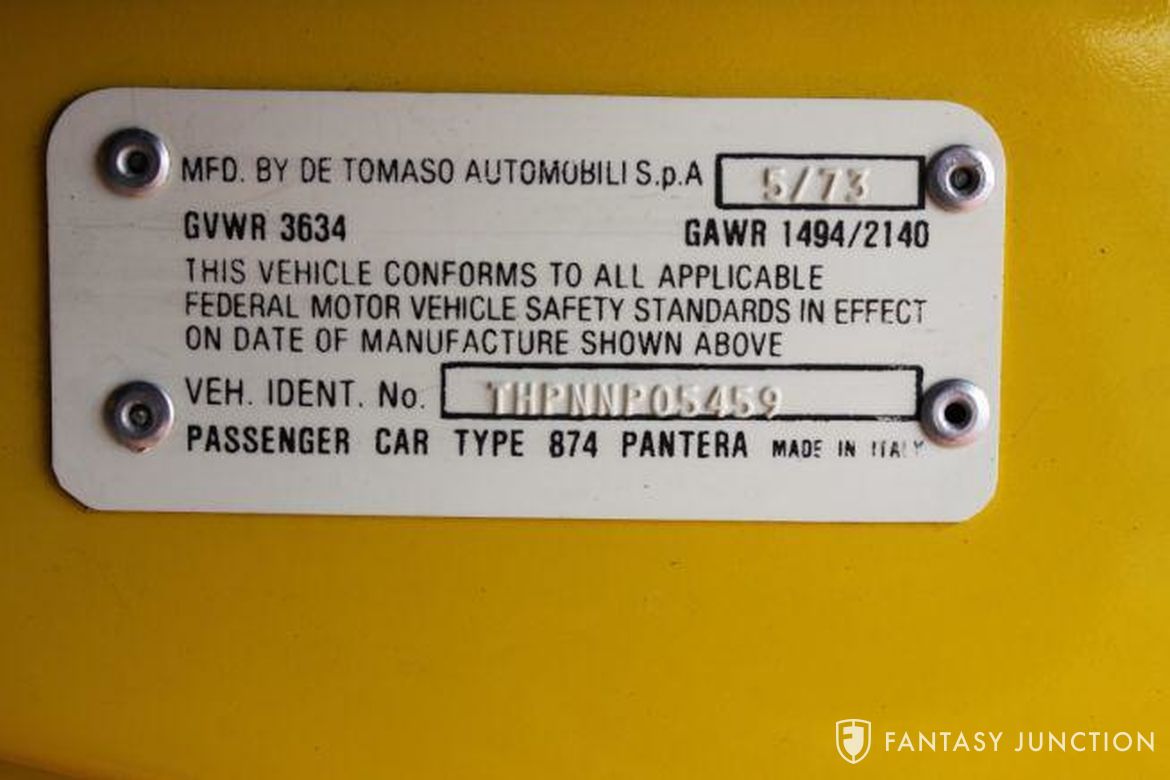 MFD. BY DE TOMASO AUTOMOBILI S.p.A 5/73
GVWR 3634 GAWR 1494/2140
THIS VEHICLE CONFORMS TO ALL APPLICABLE
FEDERAL MOTOR VEHICLE SAFETY STANDARDS IN EFFECT
ON DATE OF MANUFACTURE SHOWN ABOVE
VEH. IDENT. No. THPNNP05459
PASSENGER CAR TYPE 874 PANTERA MADE IN ITALY
FANTASY JUNCTION